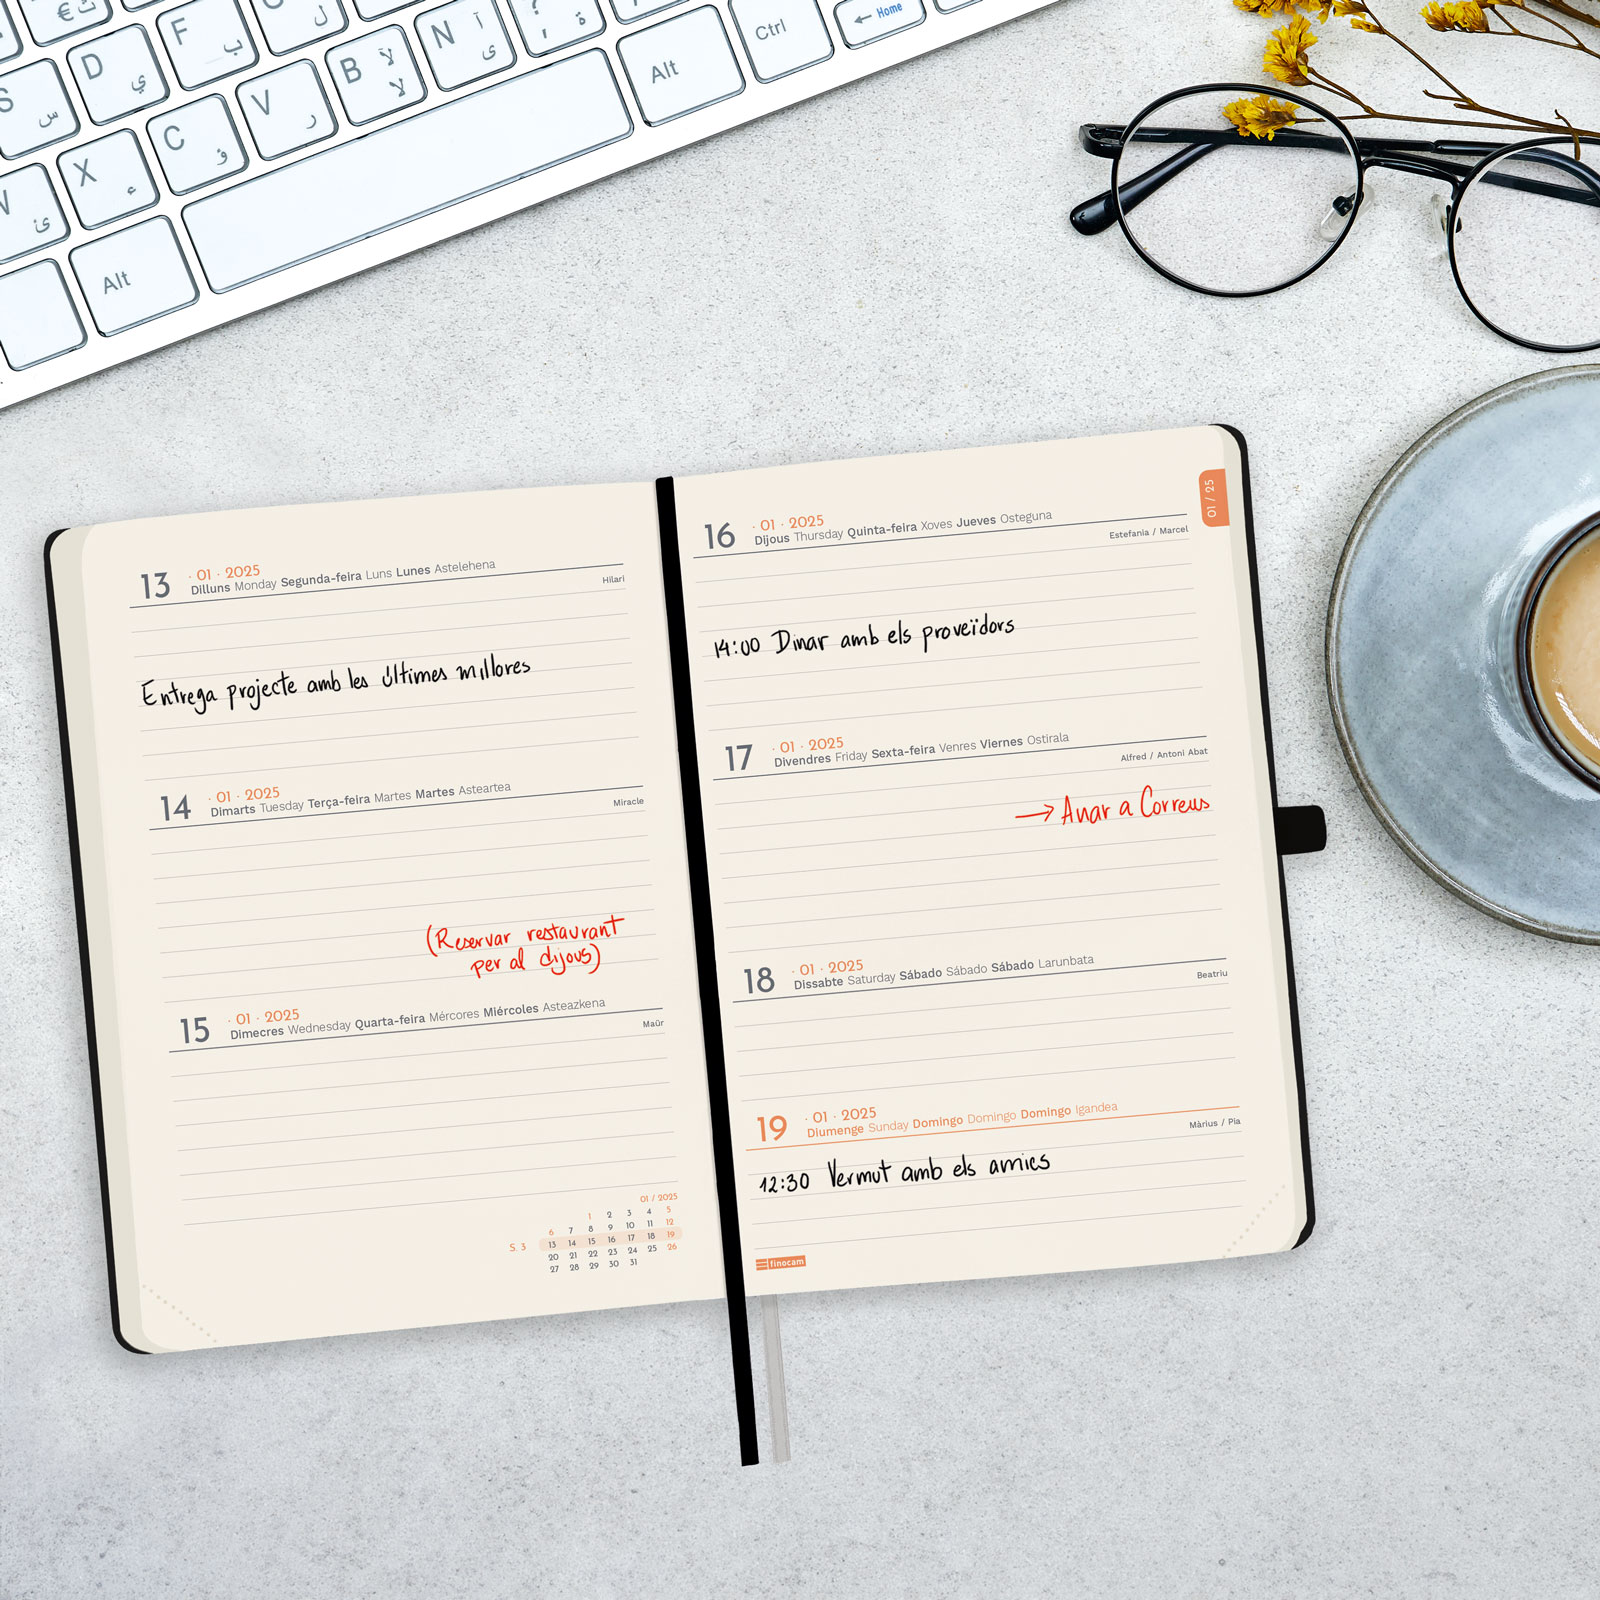 € ث
D ي
F ب
ل
S س
X ء
C ؤ
V ر
B لآ لا
N آ ى
؟ ة
ئ
Alt
Alt
Ctrl
← Home
13 · 01 · 2025
Dilluns Monday Segunda-feira Luns Lunes Astelehena
Hilari
Entrega projecte amb les últimes millores
14 · 01 · 2025
Dimarts Tuesday Terça-feira Martes Martes Asteartea
Miracle
(Reservar restaurant
per al dijous)
15 · 01 · 2025
Dimecres Wednesday Quarta-feira Mércores Miércoles Asteazkena
Maür
01 / 2025
1 2 3 4 5
6 7 8 9 10 11 12
S. 3 13 14 15 16 17 18 19
20 21 22 23 24 25 26
27 28 29 30 31
01 / 25
16 · 01 · 2025
Dijous Thursday Quinta-feira Xoves Jueves Osteguna
Estefania / Marcel
14:00 Dinar amb els proveïdors
17 · 01 · 2025
Divendres Friday Sexta-feira Venres Viernes Ostirala
Alfred / Antoni Abat
→ Anar a Correus
18 · 01 · 2025
Dissabte Saturday Sábado Sábado Sábado Larunbata
Beatriu
19 · 01 · 2025
Diumenge Sunday Domingo Domingo Domingo Igandea
Màrius / Pia
12:30 Vermut amb els amics
finocam